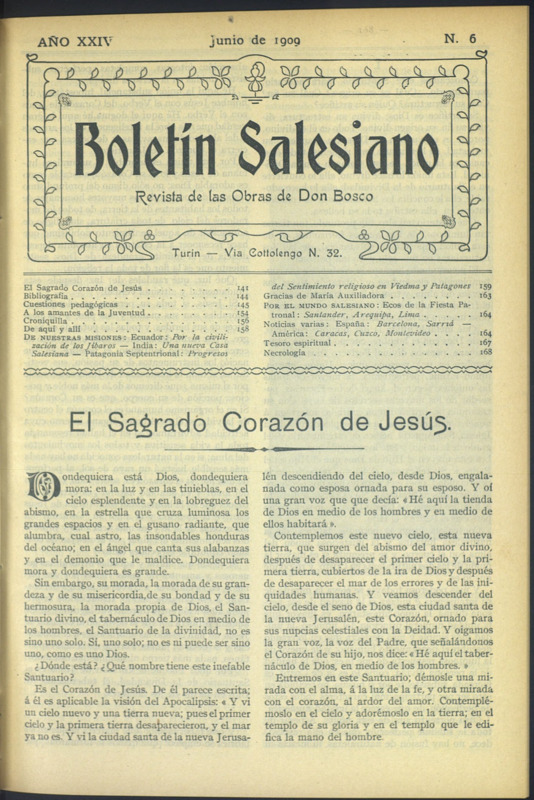 AÑO XXIV
Junio de 1909
N. 6
Boletín Salesiano
Revista de las Obras de Don Bosco
Turin — Via Cottolengo N. 32.
El Sagrado Corazón de Jesús . . . . . . . . 141
Bibliografía . . . . . . . . 144
Cuestiones pedagógicas . . . . . . . . 145
A los amantes de la Juventud . . . . . . . . 154
Croniquilla . . . . . . . . 156
De aquí y allí . . . . . . . . 158
DE NUESTRAS MISIONES: Ecuador: Por la civili-
zación de los Jíbaros — India: Una nueva Casa
Salesiana — Patagonia Septentrional: Progresos
del Sentimiento religioso en Viedma y Patagones 159
Gracias de María Auxiliadora . . . . . . . . 163
POR EL MUNDO SALESIANO: Ecos de la Fiesta Pa-
tronal: Santander, Arequipa, Lima . . . . 164
Noticias varias: España: Barcelona, Sarriá —
América: Caracas, Cuzco, Montevideo . . . . 164
Tesoro espiritual . . . . . . . . 167
Necrología . . . . . . . . 168
El Sagrado Corazón de Jesús.
Dondequiera está Dios, dondequiera
mora: en la luz y en las tinieblas, en el
cielo esplendente y en la lobreguez del
abismo, en la estrella que cruza luminosa los
grandes espacios y en el gusano radiante, que
alumbra, cual astro, las insondables honduras
del océano; en el ángel que canta sus alabanzas
y en el demonio que le maldice. Dondequiera
mora y dondequiera es grande.
Sin embargo, su morada, la morada de su gran-
deza y de su misericordia, de su bondad y de su
hermosura, la morada propia de Dios, el San-
tuario divino, el tabernáculo de Dios en medio de
los hombres, el Santuario de la divinidad, no es
sino uno solo. Sí, uno solo; no es ni puede ser sino
uno, como es uno Dios.
¿Dónde está? ¿Qué nombre tiene este inefable
Santuario?
Es el Corazón de Jesús. De él parece escrita;
á él es applicable la visión del Apocalipsis: « Y vi
un cielo nuevo y una tierra nueva; pues el primer
cielo y la primera tierra desaparecieron, y el mar
ya no es. Y vi la ciudad santa de la nueva Jerusa-
lén descendiendo del cielo, desde Dios, engala-
nada como esposa ornada para su esposo. Y oí
una gran voz que que decía: « Hé aquí la tienda
de Dios en medio de los hombres y en medio de
ellos habitará ».
Contemplemos este nuevo cielo, esta nueva
tierra, que surgen del abismo del amor divino,
después de desaparecer el primer cielo y la pri-
mera tierra, cubiertos de la ira de Dios y después
de desaparecer el mar de los errores y de las ini-
quidades humanas. Y veamos descender del
cielo, desde el seno de Dios, esta ciudad santa de
la nueva Jerusalén, este Corazón, ornado para
sus nupcias celestiales con la Deidad. Y oigamos
la gran voz, la voz del Padre, que señalándonos
el Corazón de su hijo, nos dice: « Hé aquí el taber-
náculo de Dios, en medio de los hombres. »
Entremos en este Santuario; démosle una mi-
rada con el alma, á la luz de la fe, y otra mirada
con el corazón, al ardor del amor. Contemplé-
moslo en el cielo y adorémoslo en la tierra; en el
templo de su gloria y en el templo que le edi-
fica la mano del hombre.